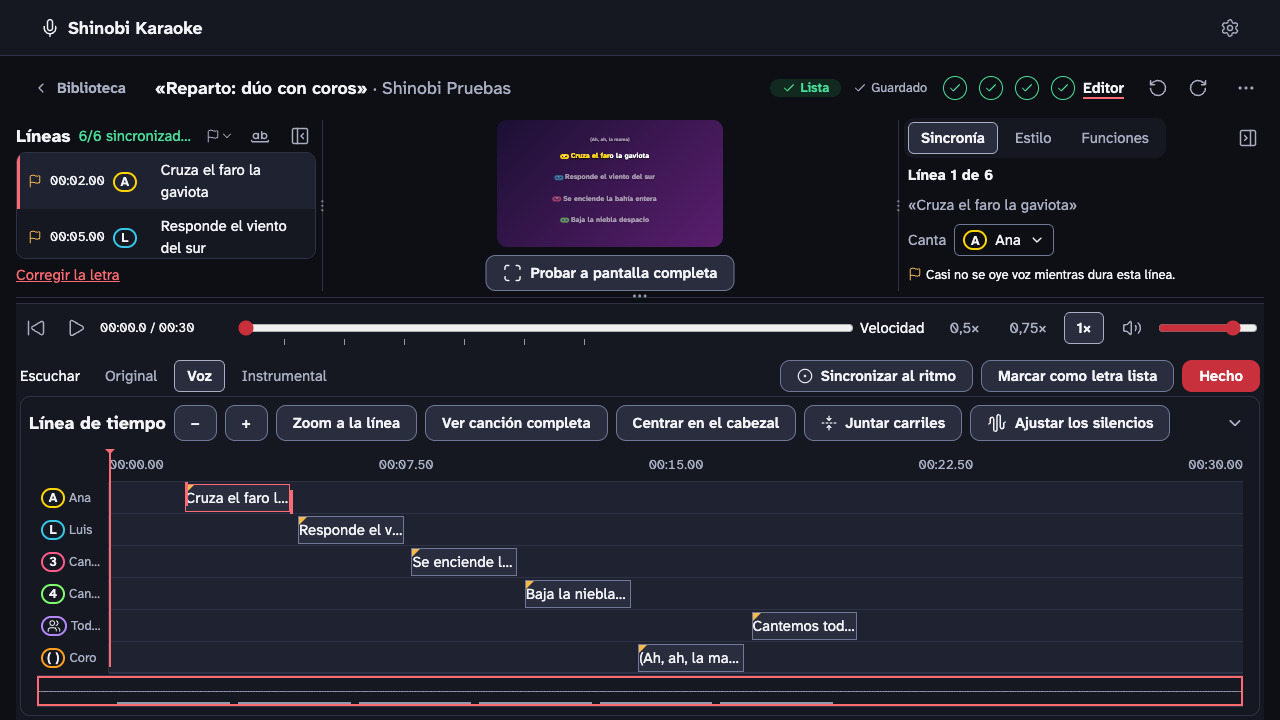 Shinobi Karaoke
Biblioteca
«Reparto: dúo con coros» · Shinobi Pruebas
Lista
Guardado
Editor
Líneas
6/6 sincronizad...
ab
00:02.00 A Cruza el faro la gaviota
00:05.00 L Responde el viento del sur
Corregir la letra
(Ah, ah, la marea)
Cruza el faro la gaviota
Responde el viento del sur
Se enciende la bahía entera
Baja la niebla despacio
Probar a pantalla completa
Sincronía
Estilo
Funciones
Línea 1 de 6
«Cruza el faro la gaviota»
Canta A Ana
Casi no se oye voz mientras dura esta línea.
00:00.0 / 00:30
Velocidad 0,5× 0,75× 1×
Escuchar Original Voz Instrumental
Sincronizar al ritmo
Marcar como letra lista
Hecho
Línea de tiempo
− +
Zoom a la línea
Ver canción completa
Centrar en el cabezal
Juntar carriles
Ajustar los silencios
00:00.00 00:07.50 00:15.00 00:22.50 00:30.00
A Ana Cruza el faro l...
L Luis Responde el v...
3 Can... Se enciende l...
4 Can... Baja la niebla...
Tod... Cantemos tod...
( ) Coro (Ah, ah, la ma...